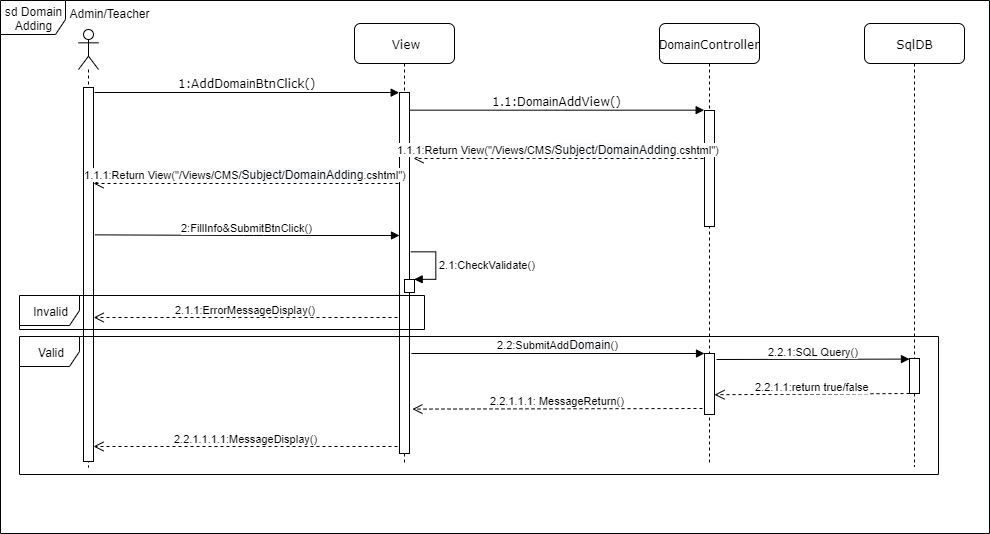 sd Domain
Adding
Admin/Teacher
View
DomainController
SqlDB
1:AddDomainBtnClick()
1.1:DomainAddView()
1.1.1:Return View("/Views/CMS/Subject/DomainAdding.cshtml")
1.1.1:Return View("/Views/CMS/Subject/DomainAdding.cshtml")
2:FillInfo&SubmitBtnClick()
2.1:CheckValidate()
Invalid
2.1.1:ErrorMessageDisplay()
Valid
2.2:SubmitAddDomain()
2.2.1:SQL Query()
2.2.1.1:return true/false
2.2.1.1.1: MessageReturn()
2.2.1.1.1.1:MessageDisplay()